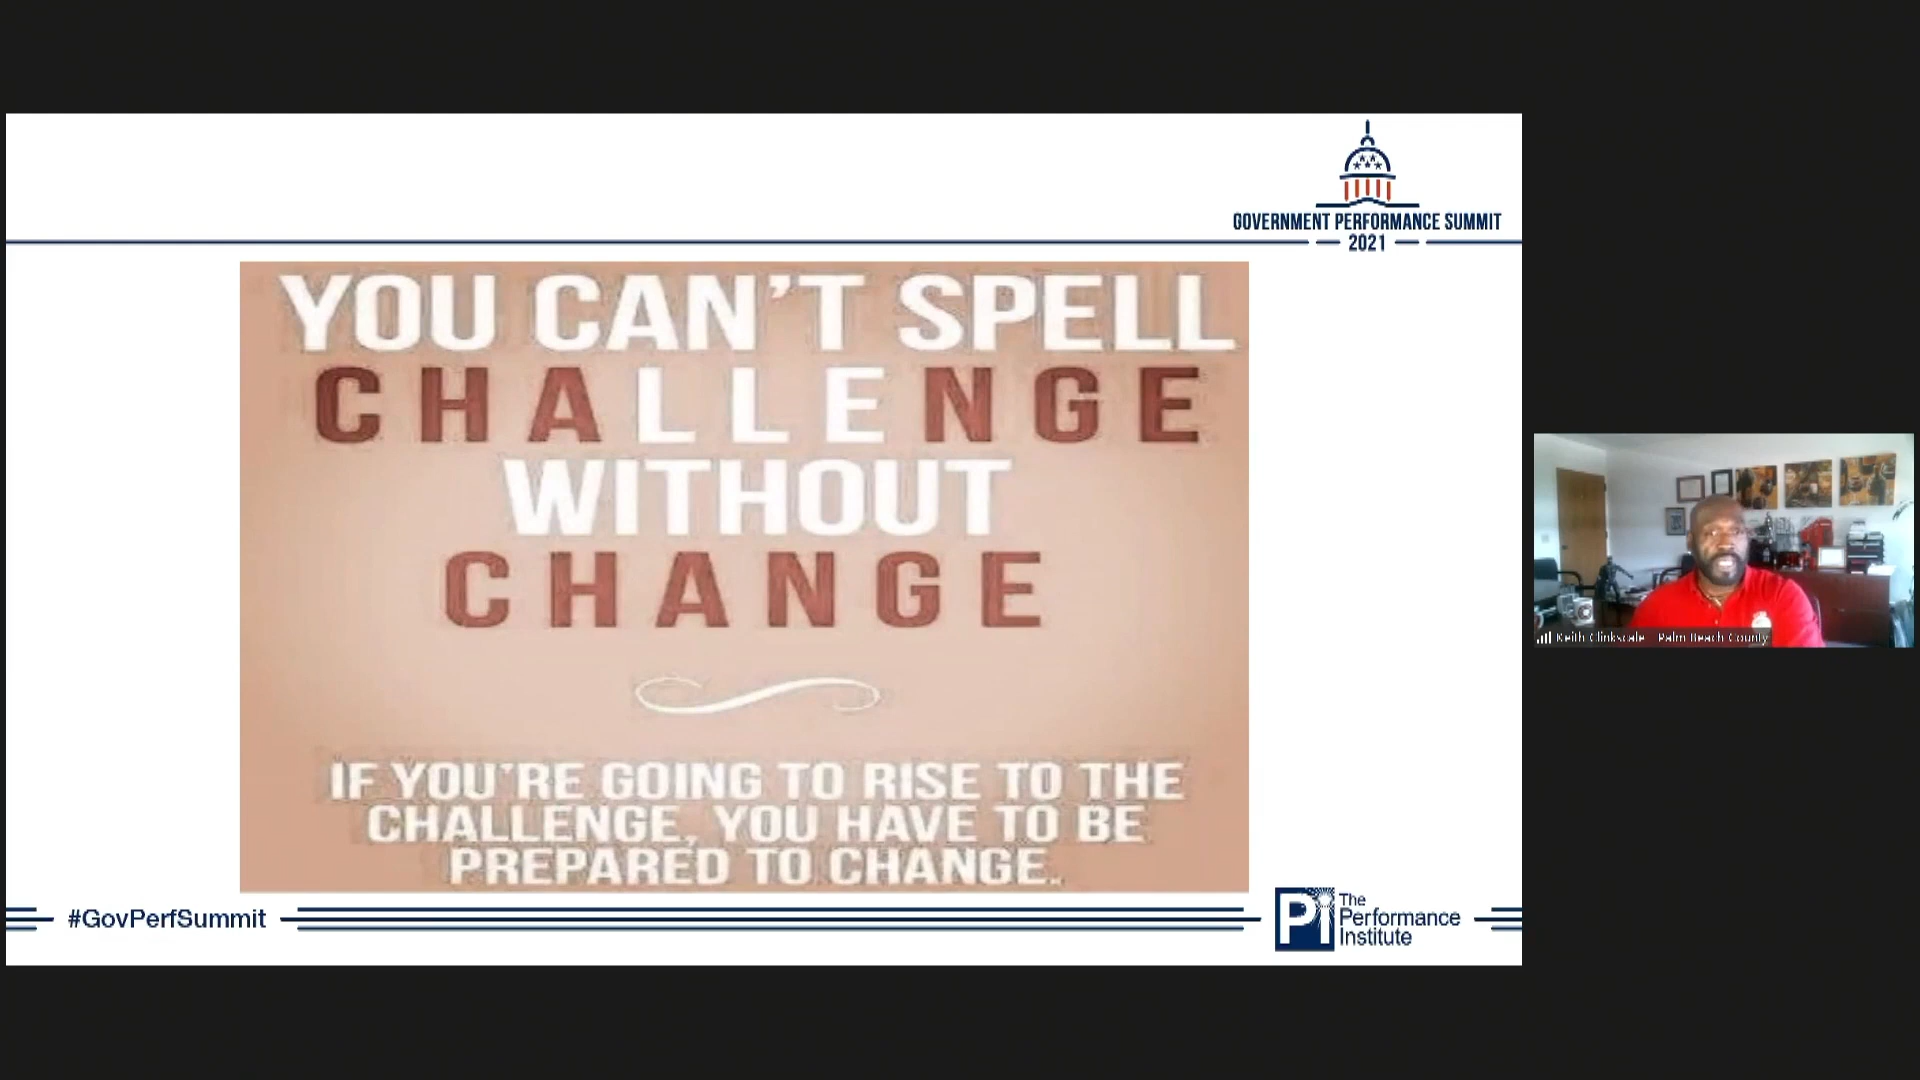 GOVERNMENT PERFORMANCE SUMMIT
2021
YOU CAN'T SPELL
CHALLENGE
WITHOUT
CHANGE
IF YOU'RE GOING TO RISE TO THE
CHALLENGE, YOU HAVE TO BE
PREPARED TO CHANGE.
#GovPerfSummit
Pi The
Performance
Institute
Keith Clinkscale Palm Beach County